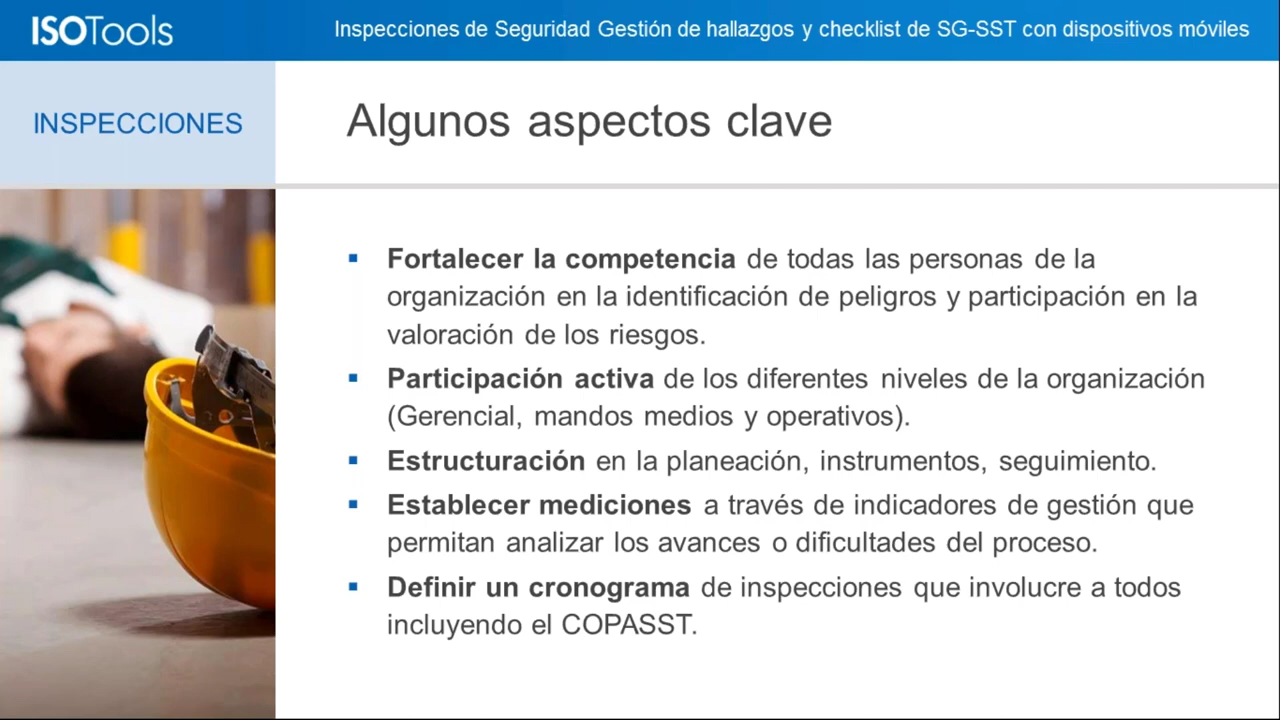 ISOTools
Inspecciones de Seguridad Gestión de hallazgos y checklist de SG-SST con dispositivos móviles
INSPECCIONES
Algunos aspectos clave
▪ Fortalecer la competencia de todas las personas de la
organización en la identificación de peligros y participación en la
valoración de los riesgos.
▪ Participación activa de los diferentes niveles de la organización
(Gerencial, mandos medios y operativos).
▪ Estructuración en la planeación, instrumentos, seguimiento.
▪ Establecer mediciones a través de indicadores de gestión que
permitan analizar los avances o dificultades del proceso.
▪ Definir un cronograma de inspecciones que involucre a todos
incluyendo el COPASST.